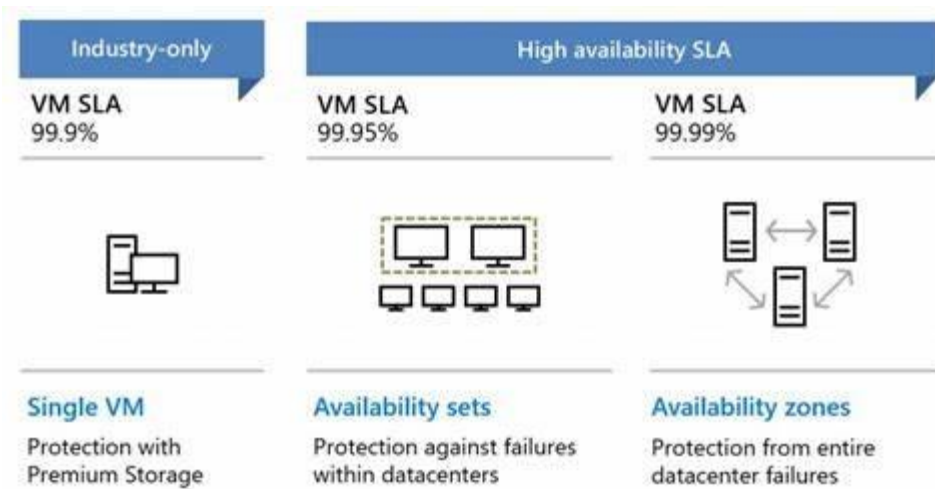 Industry-only
High availability SLA
VM SLA
99.9%
VM SLA
99.95%
VM SLA
99.99%
Single VM
Protection with
Premium Storage
Availability sets
Protection against failures
within datacenters
Availability zones
Protection from entire
datacenter failures